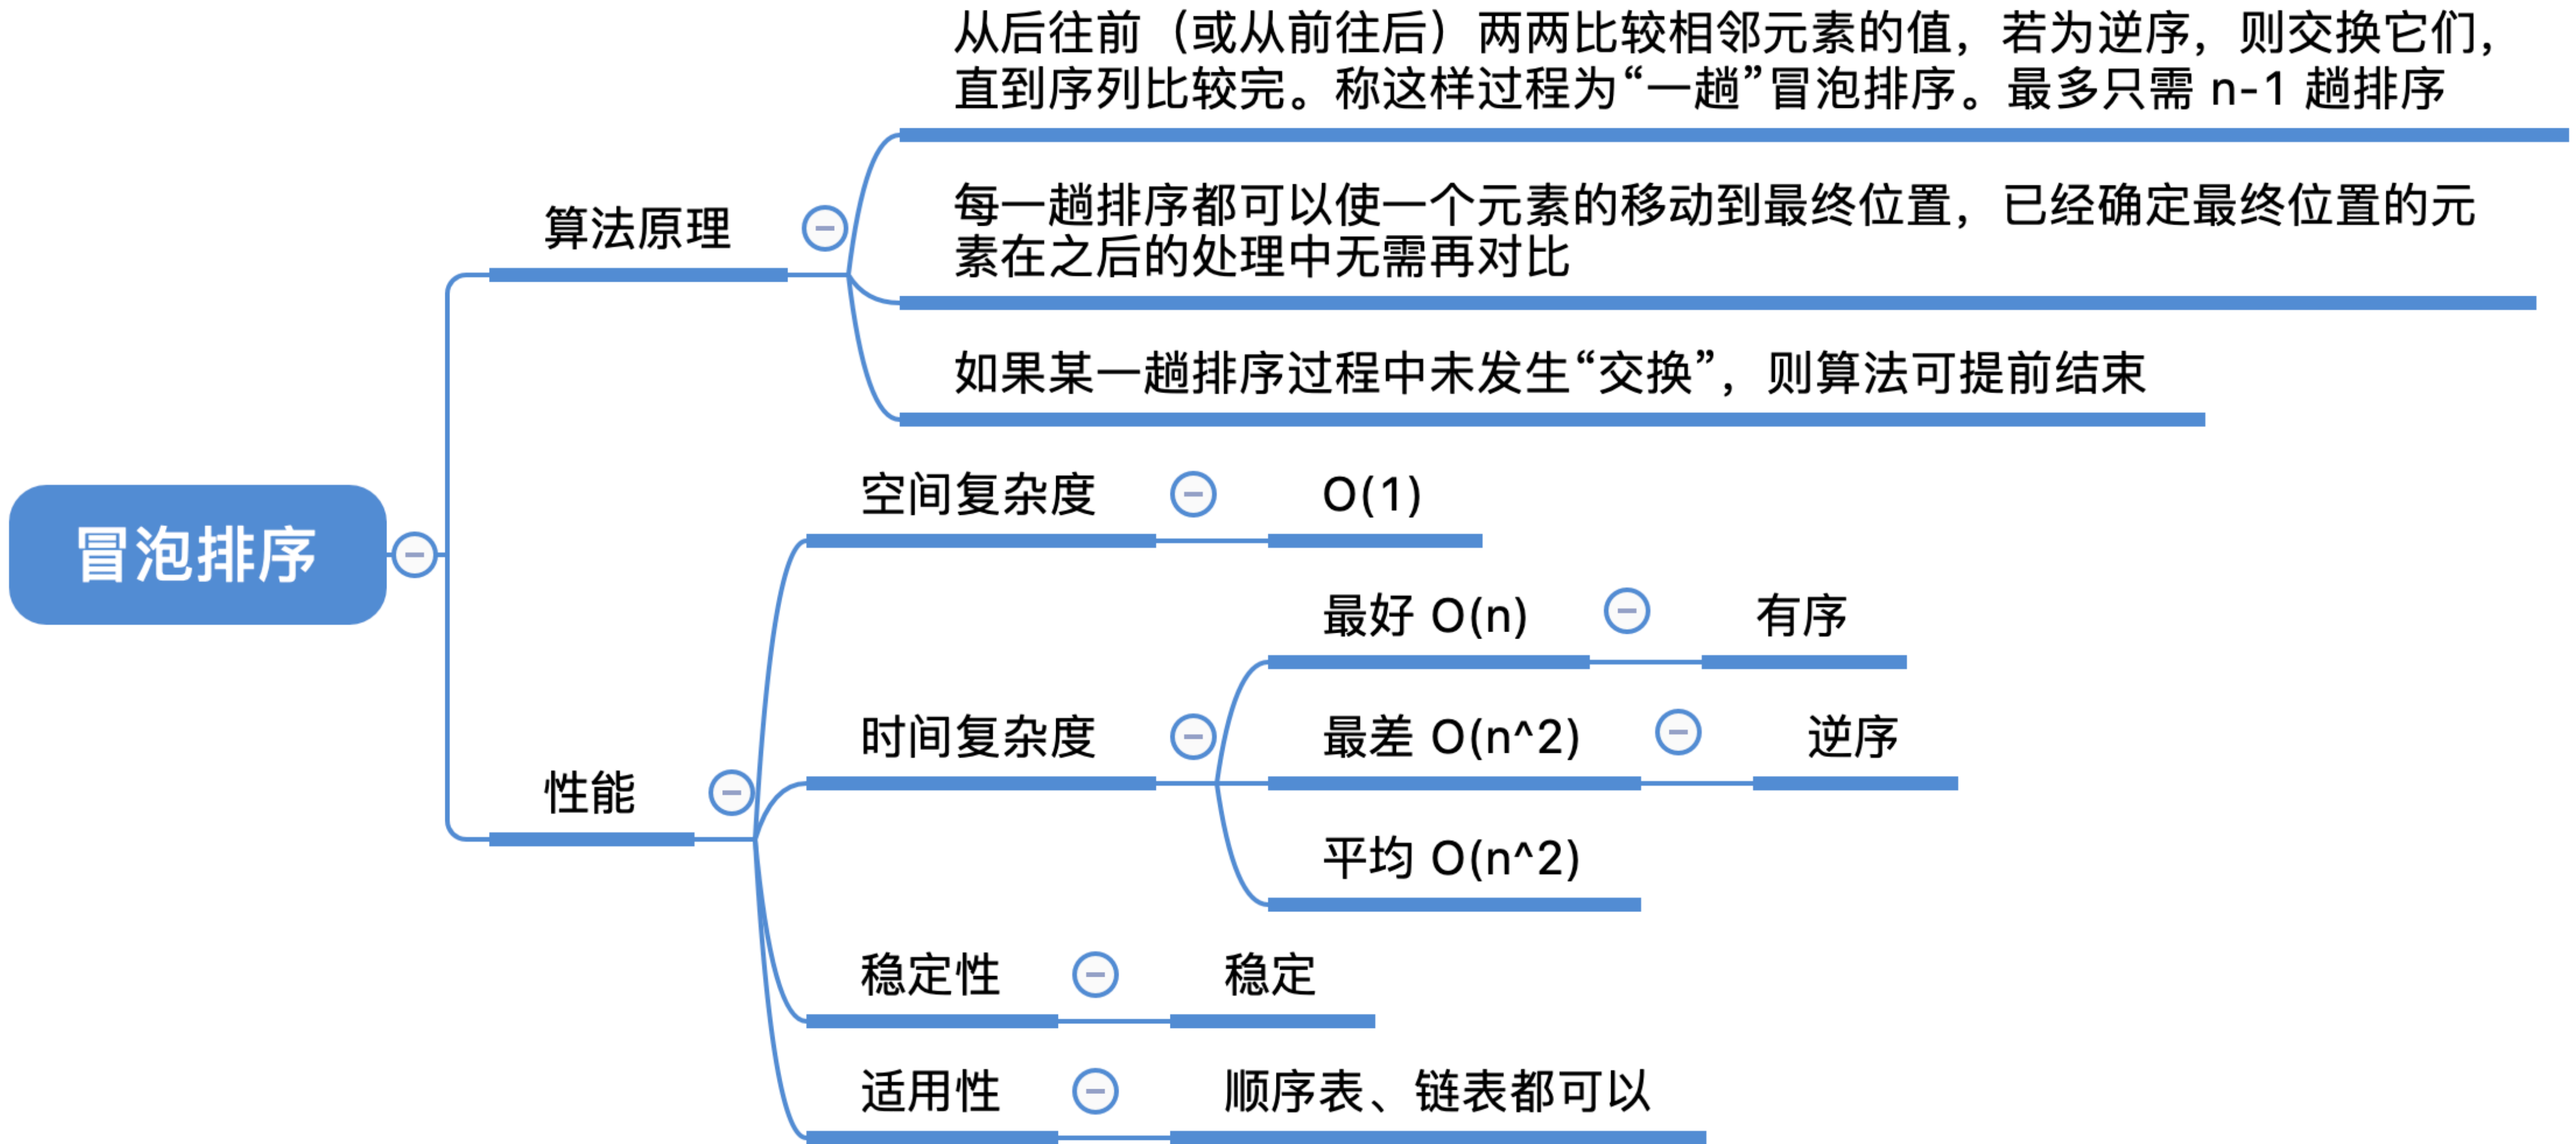 从后往前（或从前往后）两两比较相邻元素的值，若为逆序，则交换它们，
直到序列比较完。称这样过程为“一趟”冒泡排序。最多只需 n-1 趟排序
每一趟排序都可以使一个元素的移动到最终位置，已经确定最终位置的元
素在之后的处理中无需再对比
算法原理
如果某一趟排序过程中未发生“交换”，则算法可提前结束
冒泡排序
空间复杂度
O(1)
最好 O(n)
有序
时间复杂度
最差 O(n^2)
逆序
性能
平均 O(n^2)
稳定性
稳定
适用性
顺序表、链表都可以